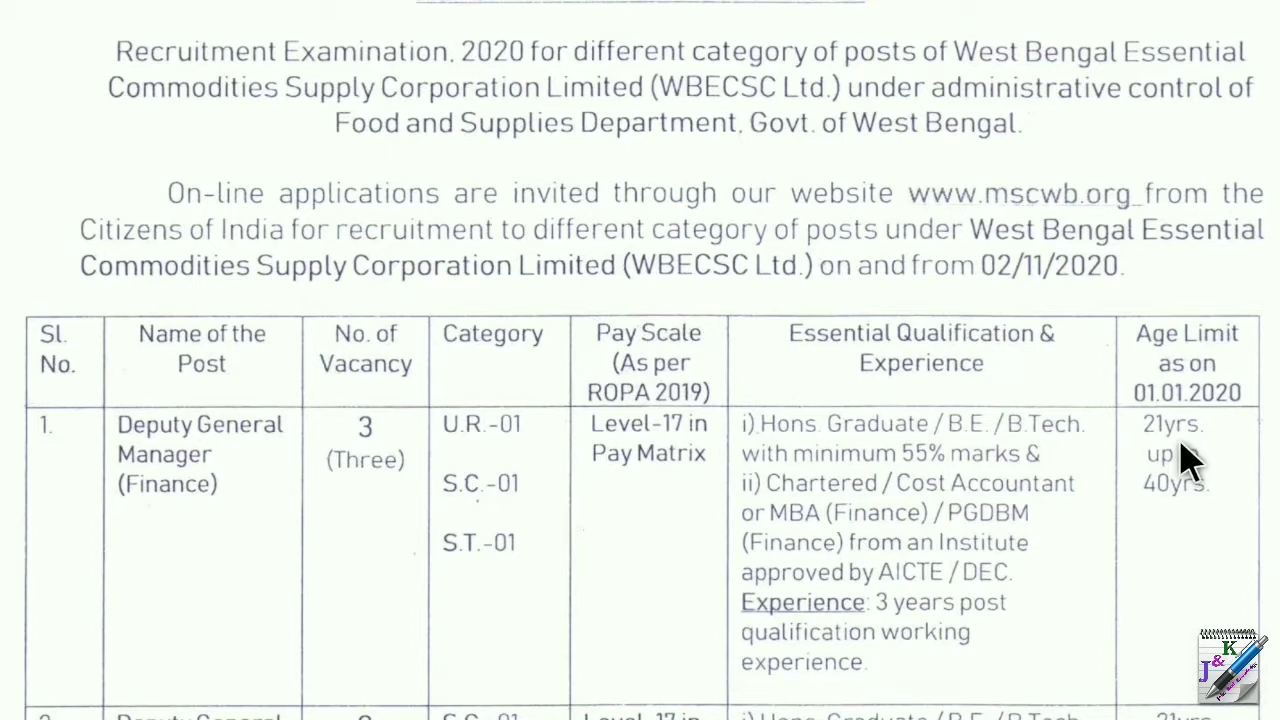 Recruitment Examination, 2020 for different category of posts of West Bengal Essential
Commodities Supply Corporation Limited (WBECSC Ltd.) under administrative control of
Food and Supplies Department, Govt. of West Bengal.
On-line applications are invited through our website www.mscwb.org from the
Citizens of India for recruitment to different category of posts under West Bengal Essential
Commodities Supply Corporation Limited (WBECSC Ltd.) on and from 02/11/2020.
Sl.
No.
Name of the
Post
No. of
Vacancy
Category
Pay Scale
(As per
ROPA 2019)
Essential Qualification &
Experience
Age Limit
as on
01.01.2020
1.
Deputy General
Manager
(Finance)
3
(Three)
U.R.-01
S.C.-01
S.T.-01
Level-17 in
Pay Matrix
i) Hons. Graduate / B.E. / B.Tech.
with minimum 55% marks &
ii) Chartered / Cost Accountant
or MBA (Finance) / PGDBM
(Finance) from an Institute
approved by AICTE / DEC.
Experience: 3 years post
qualification working
experience.
21yrs.
up
40yrs.
J&K